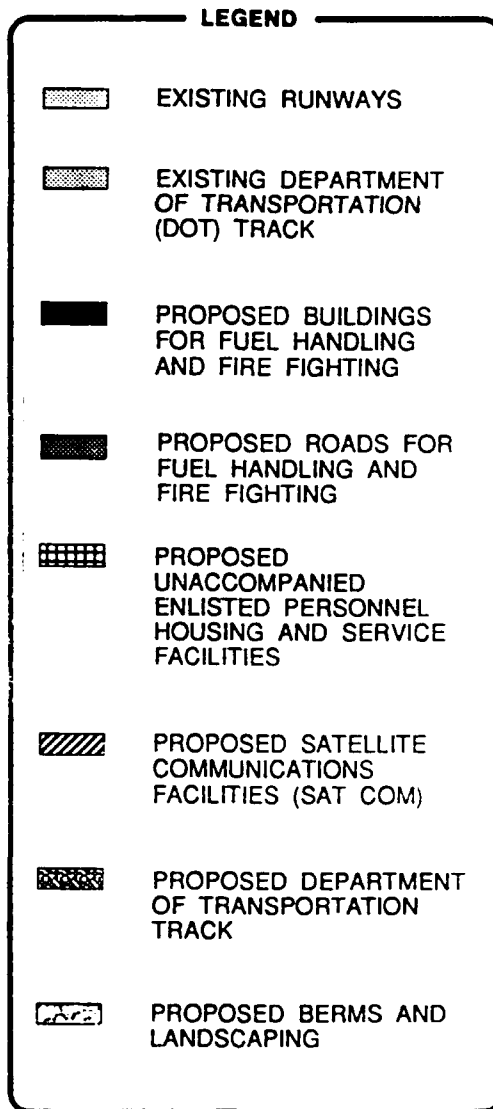 LEGEND
EXISTING RUNWAYS
EXISTING DEPARTMENT
OF TRANSPORTATION
(DOT) TRACK
PROPOSED BUILDINGS
FOR FUEL HANDLING
AND FIRE FIGHTING
PROPOSED ROADS FOR
FUEL HANDLING AND
FIRE FIGHTING
PROPOSED
UNACCOMPANIED
ENLISTED PERSONNEL
HOUSING AND SERVICE
FACILITIES
PROPOSED SATELLITE
COMMUNICATIONS
FACILITIES (SAT COM)
PROPOSED DEPARTMENT
OF TRANSPORTATION
TRACK
PROPOSED BERMS AND
LANDSCAPING